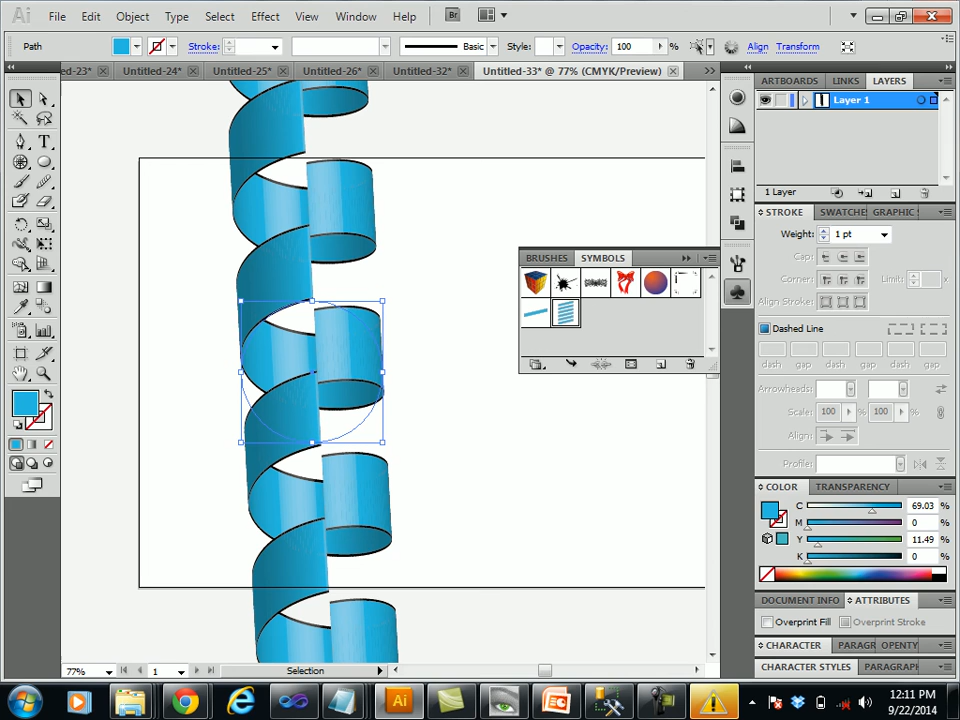 Ai File Edit Object Type Select Effect View Window Help Br
Path Stroke: Basic Style: Opacity: 100 % Align Transform
ed-23* Untitled-24* Untitled-25* Untitled-26* Untitled-32* Untitled-33* @ 77% (CMYK/Preview)
ARTBOARDS LINKS LAYERS
Layer 1
1 Layer
STROKE SWATCHE GRAPHIC
Weight: 1 pt
Cap:
Corner: Limit:
Align Stroke:
BRUSHES SYMBOLS
Dashed Line
dash gap dash gap dash gap
Arrowheads:
Scale: 100 % 100 %
Align:
Profile:
COLOR TRANSPARENCY
C 69.03 %
M 0 %
Y 11.49 %
K 0 %
DOCUMENT INFO ATTRIBUTES
Overprint Fill Overprint Stroke
CHARACTER PARAGR OPENTY
CHARACTER STYLES PARAGRAPH
77% 1 Selection
Ai
12:11 PM
9/22/2014